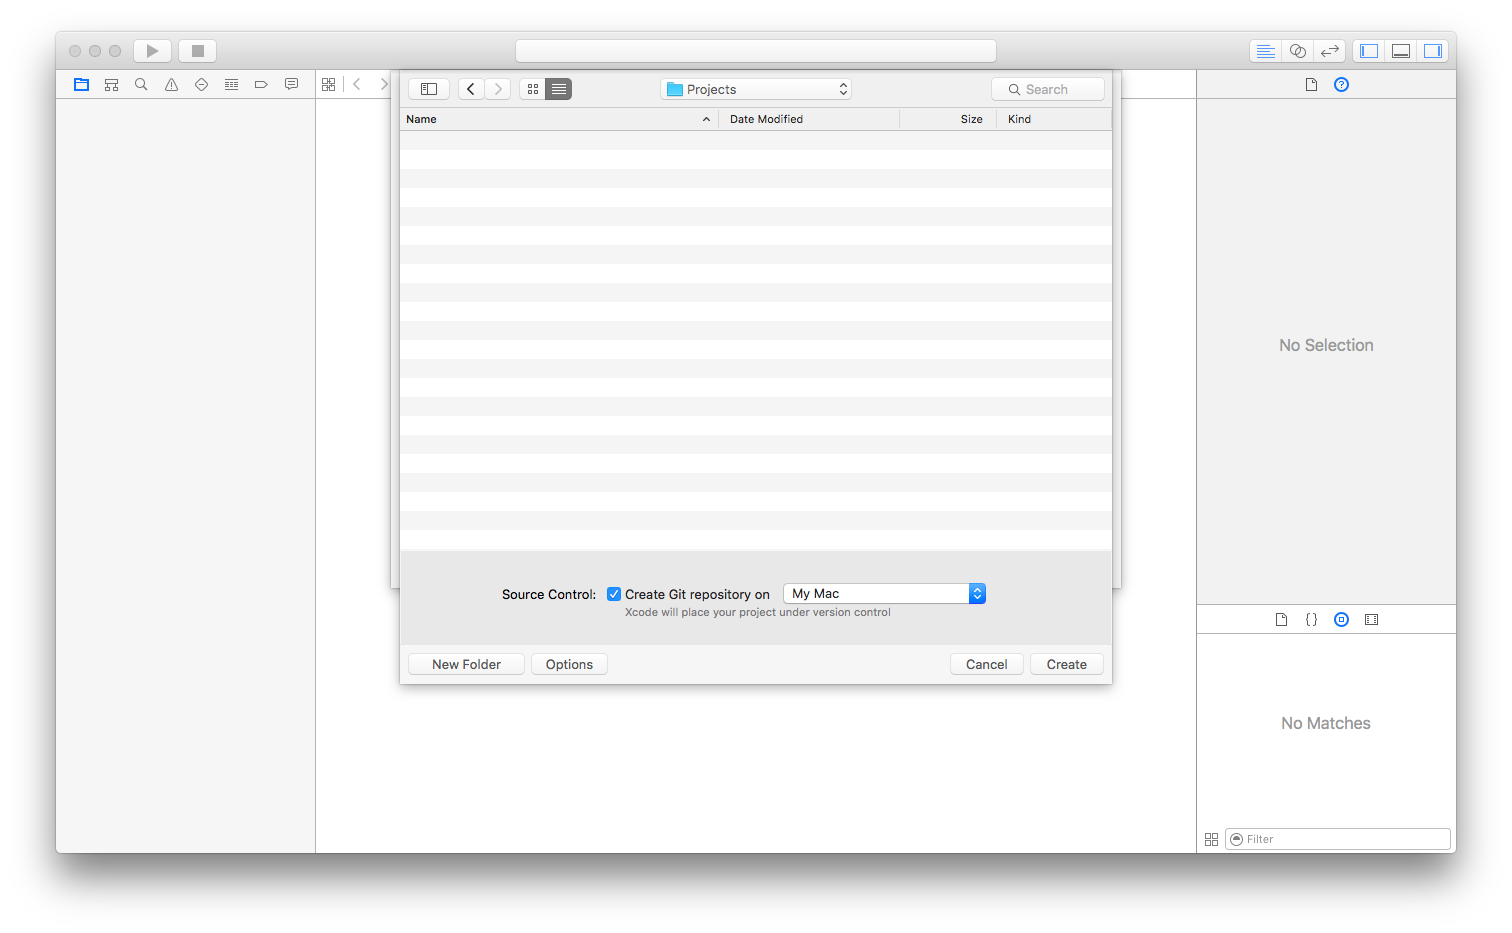 Projects
Search
Name
Date Modified
Size
Kind
No Selection
Source Control:
Create Git repository on
My Mac
Xcode will place your project under version control
New Folder
Options
Cancel
Create
No Matches
Filter